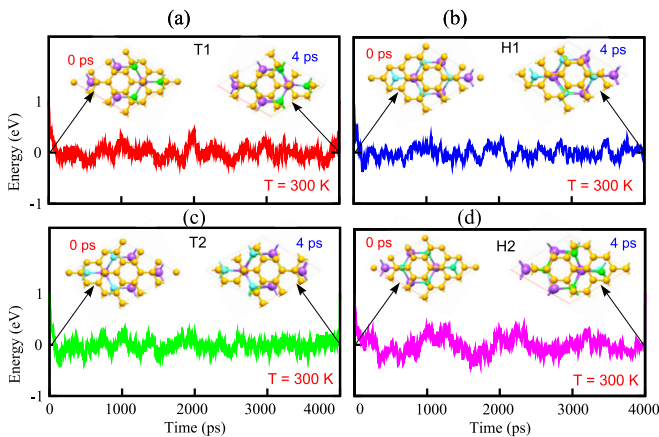 (a)
(b)
T1
H1
0 ps
4 ps
0 ps
4 ps
Energy (eV)
1
0
-1
T = 300 K
T = 300 K
(c)
(d)
T2
H2
0 ps
4 ps
0 ps
4 ps
Energy (eV)
1
0
-1
T = 300 K
T = 300 K
0 1000 2000 3000 4000
0 1000 2000 3000 4000
Time (ps)
Time (ps)